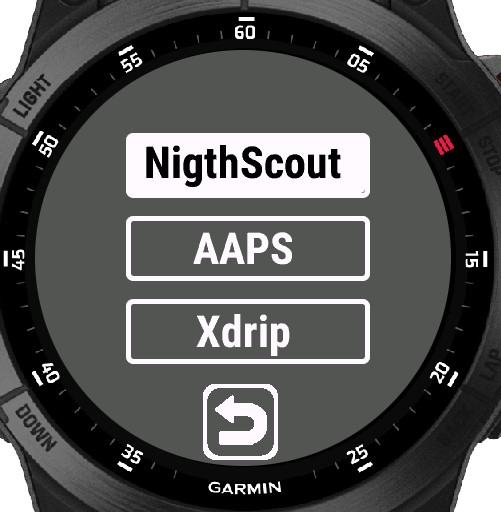 60
55
05
LIGHT
START
STOP
50
NigthScout
AAPS
45
15
Xdrip
LAP
40
20
DOWN
35
25
GARMIN